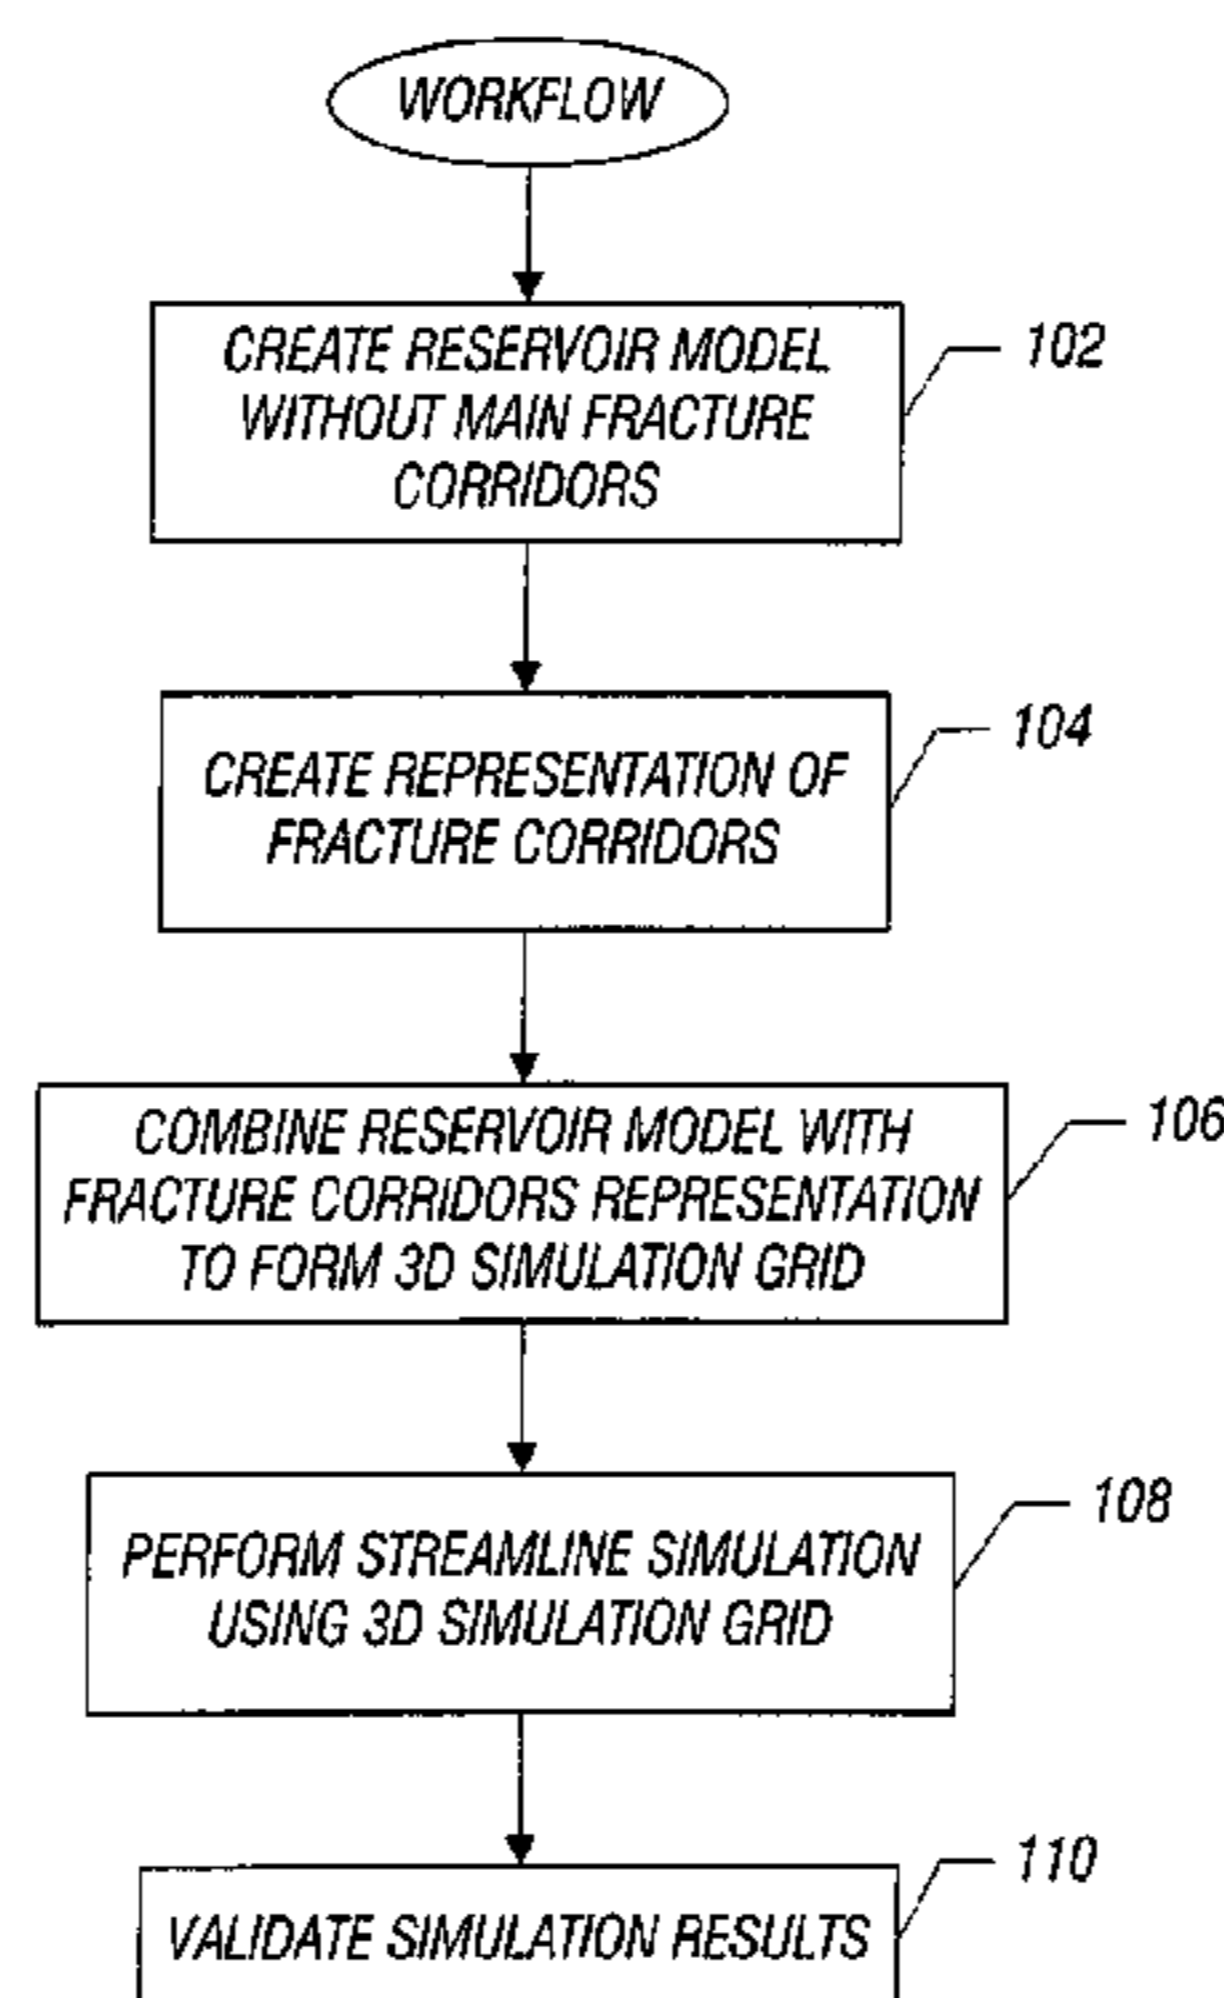 WORKFLOW
CREATE RESERVOIR MODEL
WITHOUT MAIN FRACTURE
CORRIDORS
102
CREATE REPRESENTATION OF
FRACTURE CORRIDORS
104
COMBINE RESERVOIR MODEL WITH
FRACTURE CORRIDORS REPRESENTATION
TO FORM 3D SIMULATION GRID
106
PERFORM STREAMLINE SIMULATION
USING 3D SIMULATION GRID
108
VALIDATE SIMULATION RESULTS
110